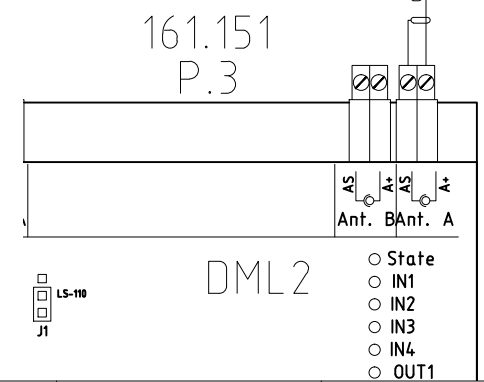 161.151
P.3
AS A+ AS A+
Ant. B Ant. A
DML2
State
IN1
LS-110
IN2
IN3
J1
IN4
OUT1